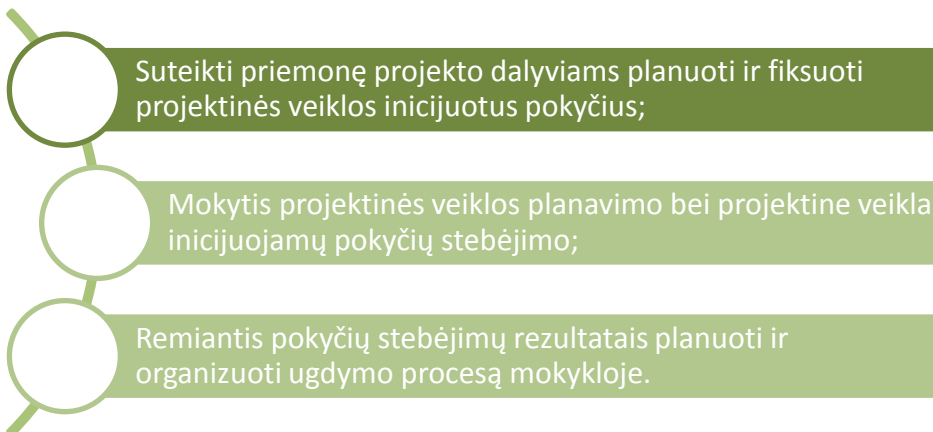 Suteikti priemonę projekto dalyviams planuoti ir fiksuoti
projektinės veiklos inicijuotus pokyčius;
Mokytis projektinės veiklos planavimo bei projektine veikla
inicijuojamų pokyčių stebėjimo;
Remiantis pokyčių stebėjimų rezultatais planuoti ir
organizuoti ugdymo procesą mokykloje.